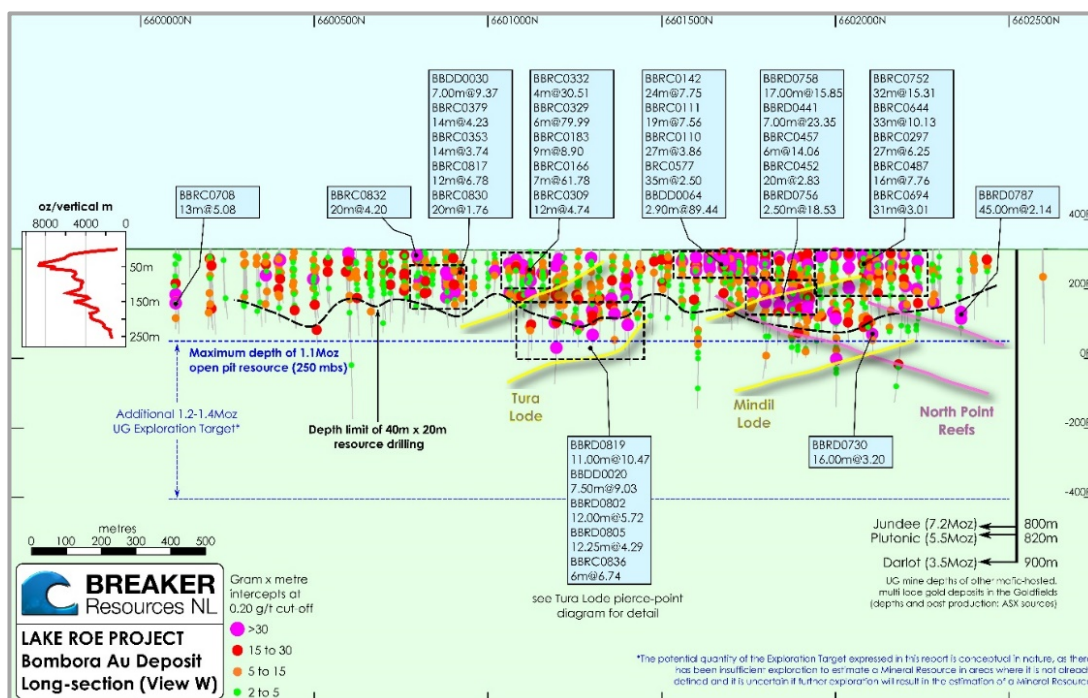 6600000N
6600500N
6601000N
6601500N
6602000N
6602500N
BBDD0030
7.00m@9.37
BBRC0379
14m@4.23
BBRC0353
14m@3.74
BBRC0817
12m@6.78
BBRC0830
20m@1.76
BBRC0332
4m@30.51
BBRC0329
6m@79.99
BBRC0183
9m@8.90
BBRC0166
7m@61.78
BBRC0309
12m@4.74
BBRC0142
24m@7.75
BBRC0111
19m@7.56
BBRC0110
27m@3.86
BRC0577
35m@2.50
BBDD0064
2.90m@89.44
BBRD0758
17.00m@15.85
BBRD0441
7.00m@23.35
BBRC0457
6m@14.06
BBRC0452
20m@2.83
BBRD0756
2.50m@18.53
BBRC0752
32m@15.31
BBRC0644
33m@10.13
BBRC0297
27m@6.25
BBRC0487
16m@7.76
BBRC0694
31m@3.01
BBRC0708
13m@5.08
BBRC0832
20m@4.20
BBRD0787
45.00m@2.14
oz/vertical m
8000 4000 0
50m
150m
250m
400R
200R
0R
-200R
-400R
Maximum depth of 1.1Moz
open pit resource (250 mbs)
Additional 1.2-1.4Moz
UG Exploration Target*
Depth limit of 40m x 20m
resource drilling
Tura
Lode
Mindil
Lode
North Point
Reefs
BBRD0819
11.00m@10.47
BBDD0020
7.50m@9.03
BBRD0802
12.00m@5.72
BBRD0805
12.25m@4.29
BBRC0836
6m@6.74
BBRD0730
16.00m@3.20
see Tura Lode pierce-point
diagram for detail
Jundee (7.2Moz) 800m
Plutonic (5.5Moz) 820m
Darlot (3.5Moz) 900m
UG mine depths of other mafic-hosted,
multi lode gold deposits in the Goldfields
(depths and past production: ASX sources)
metres
0 100 200 300 400 500
BREAKER
Resources NL
LAKE ROE PROJECT
Bombora Au Deposit
Long-section (View W)
Gram x metre
intercepts at
0.20 g/t cut-off
>30
15 to 30
5 to 15
2 to 5
*The potential quantity of the Exploration Target expressed in this report is conceptual in nature, as there
has been insufficient exploration to estimate a Mineral Resource in areas where it is not already
defined and it is uncertain if further exploration will result in the estimation of a Mineral Resource